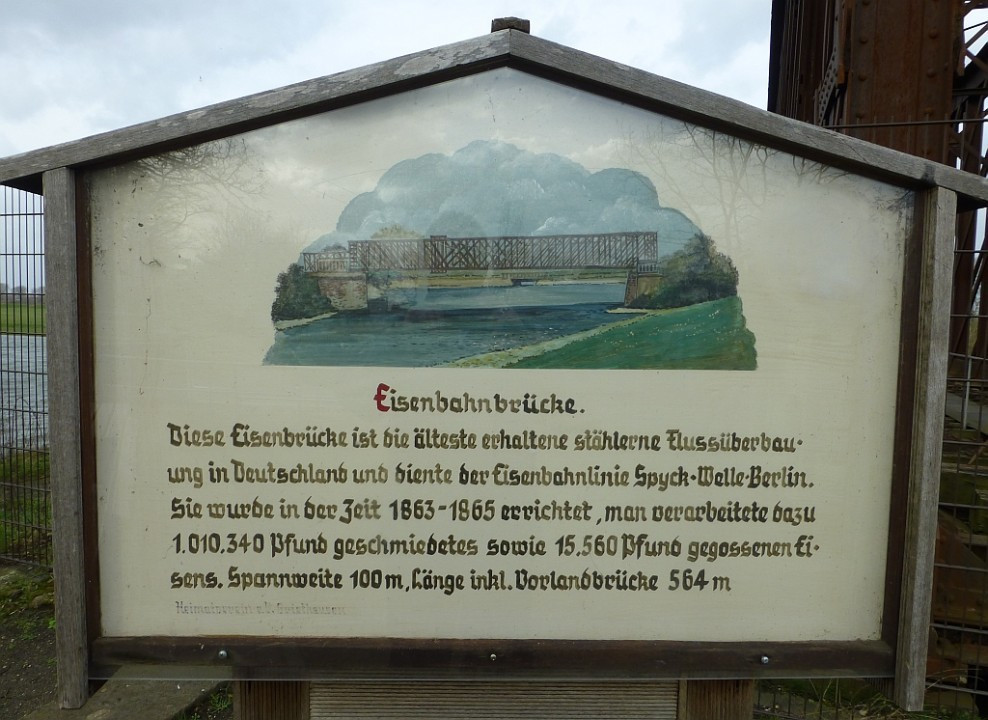 Eisenbahnbrücke.
Diese Eisenbrücke ist die älteste erhaltene stählerne Flussüberbau-
ung in Deutschland und diente der Eisenbahnlinie Spyck-Welle-Berlin.
Sie wurde in der Zeit 1863-1865 errichtet, man verarbeitete dazu
1.010.340 Pfund geschmiedetes sowie 15.560 Pfund gegossenen Ei-
sens. Spannweite 100 m, Länge inkl. Vorlandbrücke 564 m
Heimatverein e.V. Griethausen